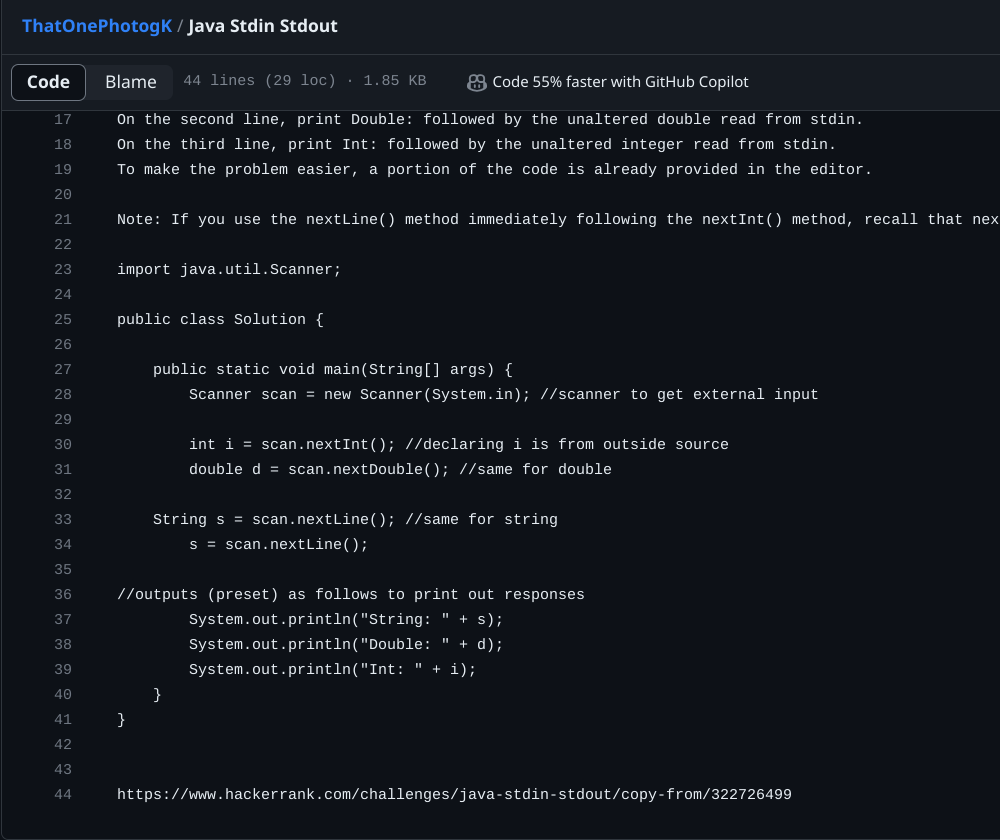 ThatOnePhotogK / Java Stdin Stdout
Code Blame 44 lines (29 loc) · 1.85 KB Code 55% faster with GitHub Copilot
17 On the second line, print Double: followed by the unaltered double read from stdin.
18 On the third line, print Int: followed by the unaltered integer read from stdin.
19 To make the problem easier, a portion of the code is already provided in the editor.
20
21 Note: If you use the nextLine() method immediately following the nextInt() method, recall that nex
22
23 import java.util.Scanner;
24
25 public class Solution {
26
27     public static void main(String[] args) {
28         Scanner scan = new Scanner(System.in); //scanner to get external input
29
30         int i = scan.nextInt(); //declaring i is from outside source
31         double d = scan.nextDouble(); //same for double
32
33     String s = scan.nextLine(); //same for string
34         s = scan.nextLine();
35
36 //outputs (preset) as follows to print out responses
37         System.out.println("String: " + s);
38         System.out.println("Double: " + d);
39         System.out.println("Int: " + i);
40     }
41 }
42
43
44 https://www.hackerrank.com/challenges/java-stdin-stdout/copy-from/322726499